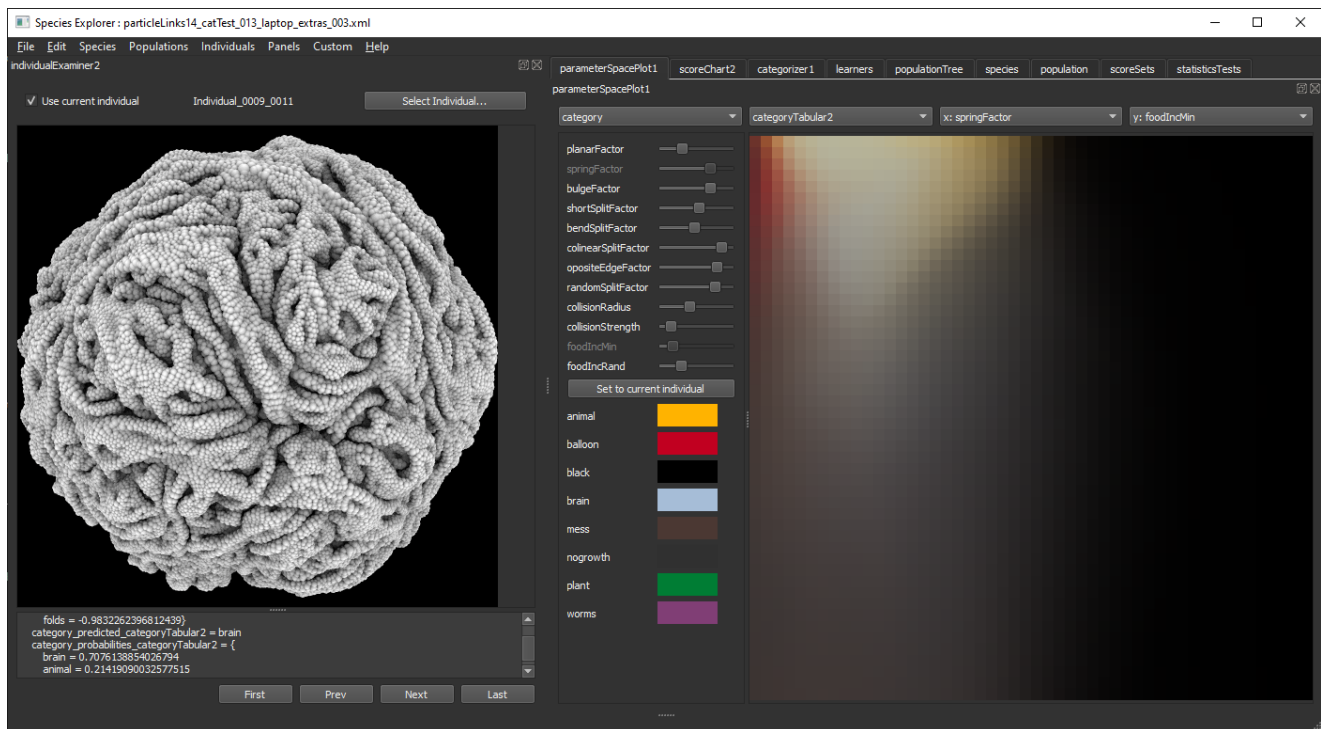 Species Explorer : particleLinks14_catTest_013_laptop_extras_003.xml
File Edit Species Populations Individuals Panels Custom Help
individualExaminer2
Use current individual Individual_0009_0011 Select Individual...
folds = -0.9832262396812439}
category_predicted_categoryTabular2 = brain
category_probabilities_categoryTabular2 = {
brain = 0.7076138854026794
animal = 0.21419090032577515
First Prev Next Last
parameterSpacePlot1 scoreChart2 categorizer1 learners populationTree species population scoreSets statisticsTests
parameterSpacePlot1
category categoryTabular2 x: springFactor y: foodIncMin
planarFactor
springFactor
bulgeFactor
shortSplitFactor
bendSplitFactor
colinearSplitFactor
opositeEdgeFactor
randomSplitFactor
collisionRadius
collisionStrength
foodIncMin
foodIncRand
Set to current individual
animal
balloon
black
brain
mess
nogrowth
plant
worms